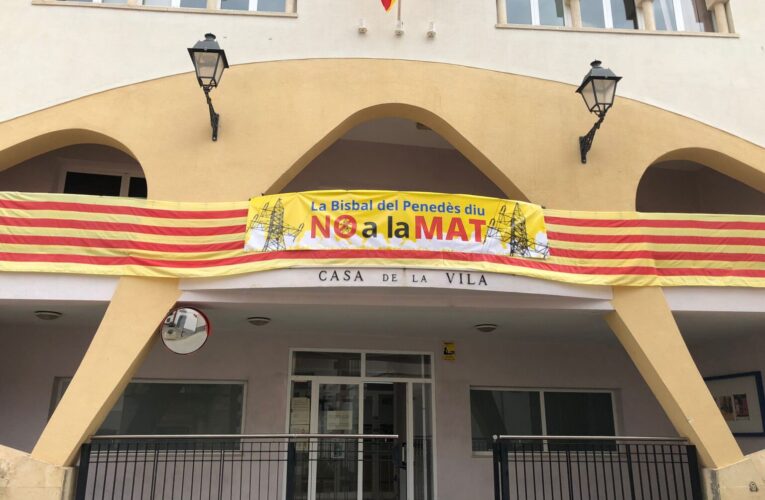 La Bisbal del Penedès diu
NO a la MAT
CASA DE LA VILA